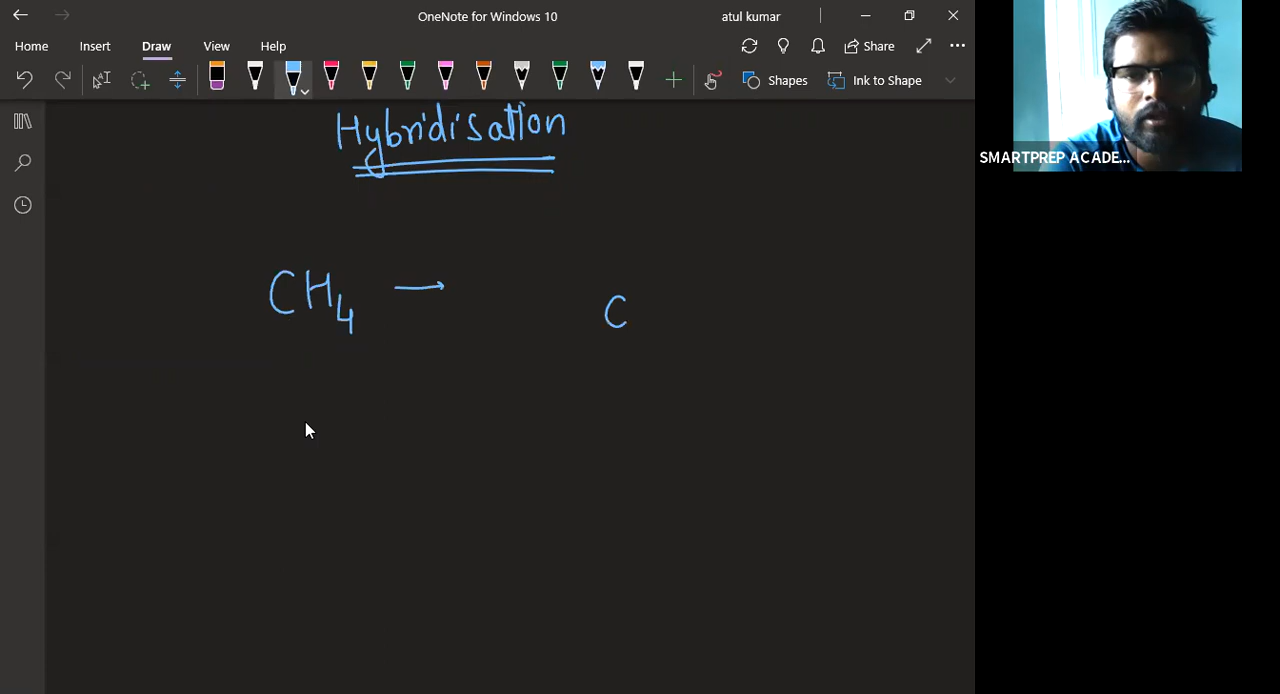 OneNote for Windows 10
atul kumar
Home Insert Draw View Help
Share
Shapes
Ink to Shape
Hybridisation
CH4 → C
SMARTPREP ACADE...